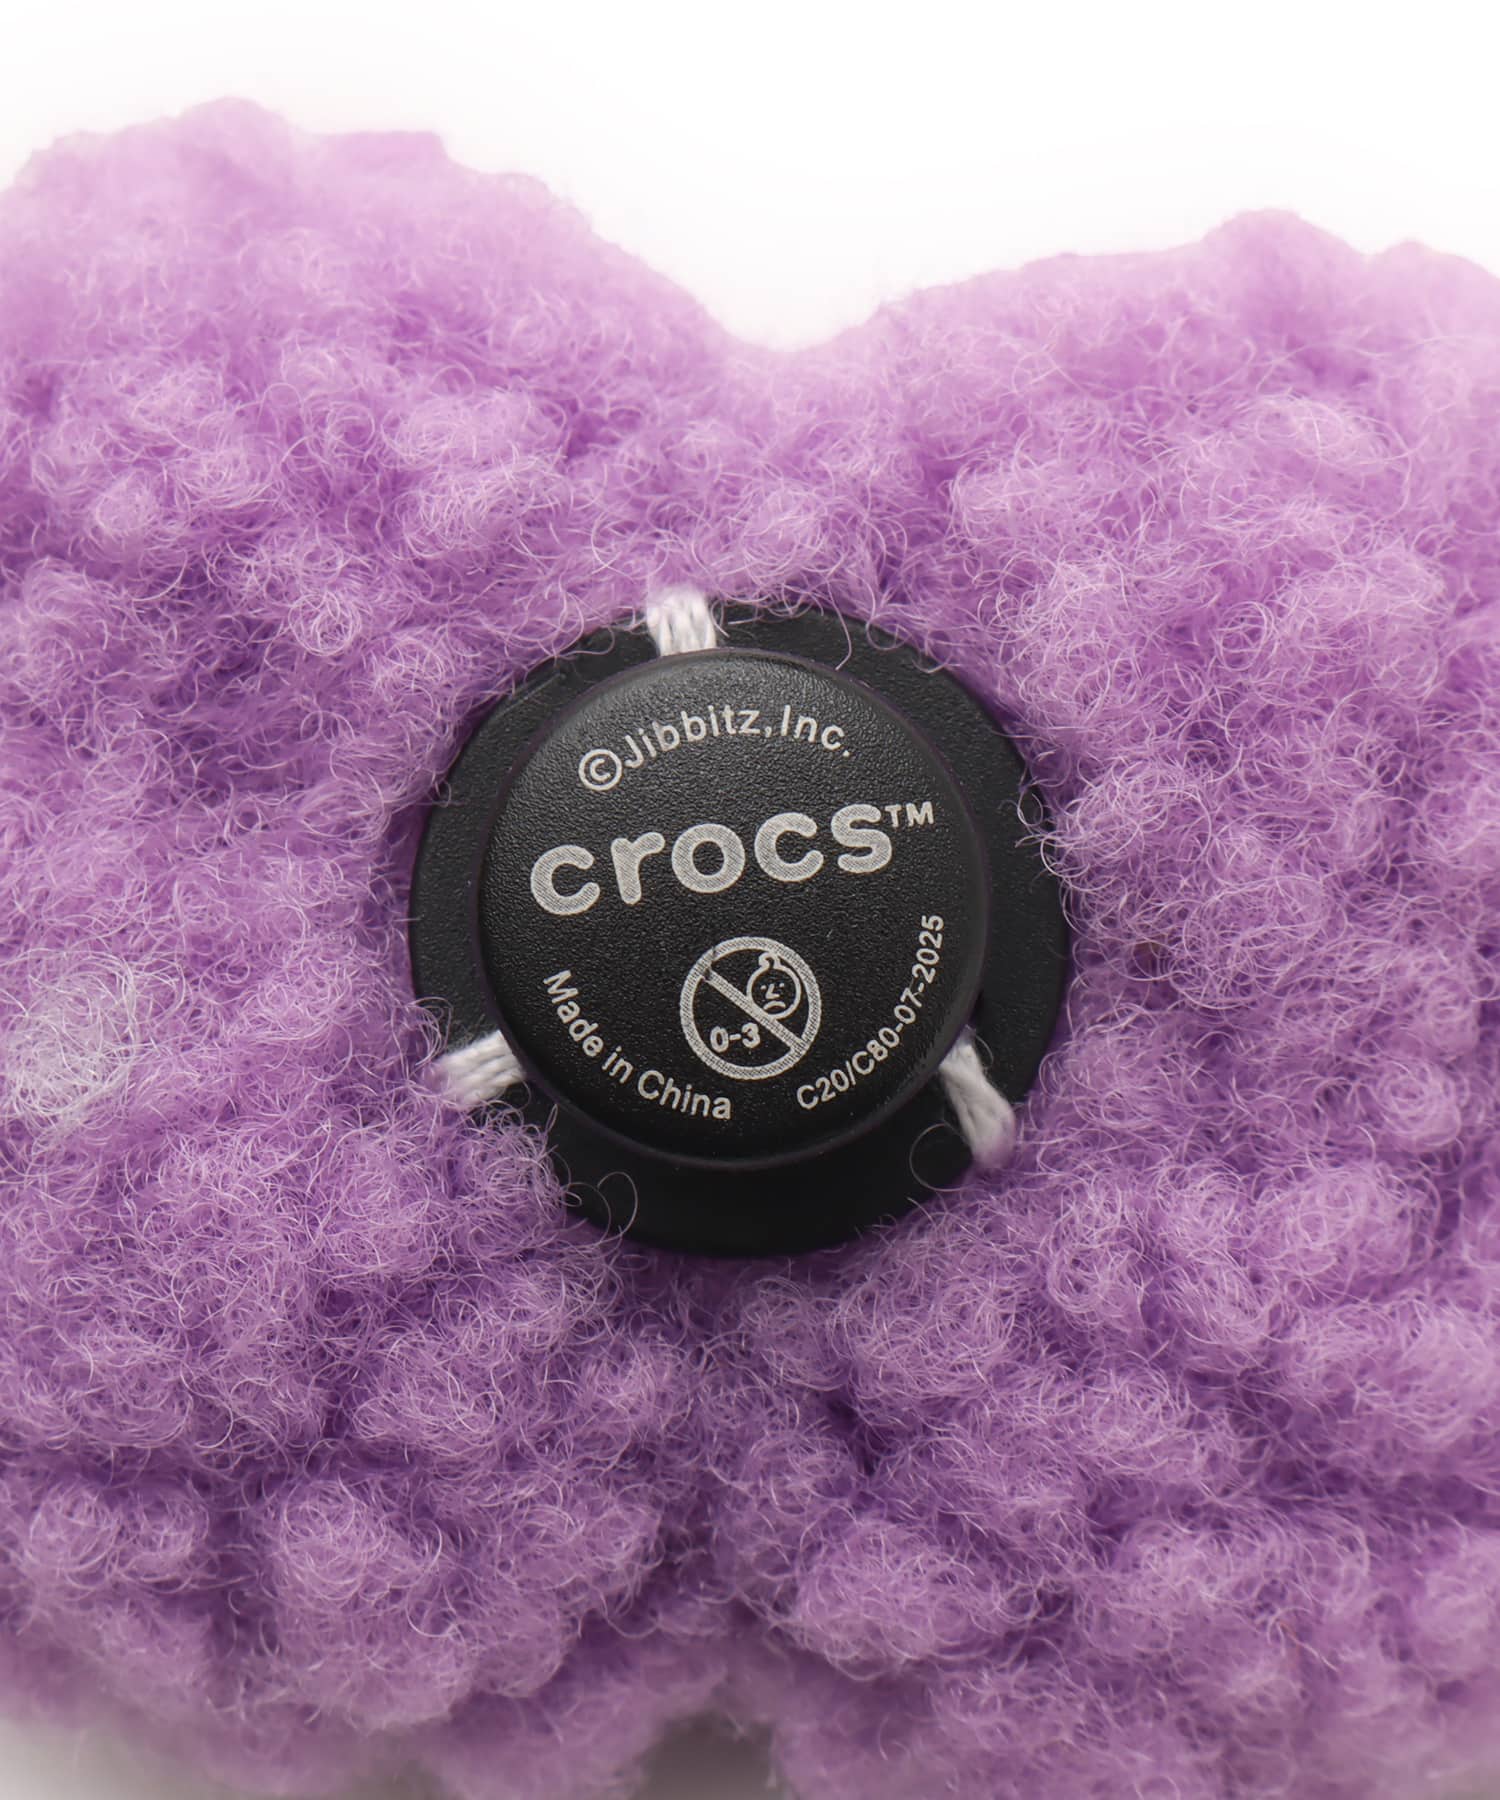 ©Jibbitz,Inc.
crocs™
0-3
Made in China
C20/C80-07-2025